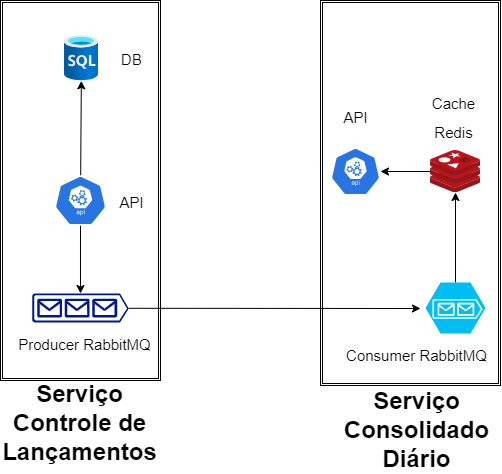 SQL
DB
api
API
Producer RabbitMQ
Serviço
Controle de
Lançamentos
API
Cache
Redis
api
Consumer RabbitMQ
Serviço
Consolidado
Diário